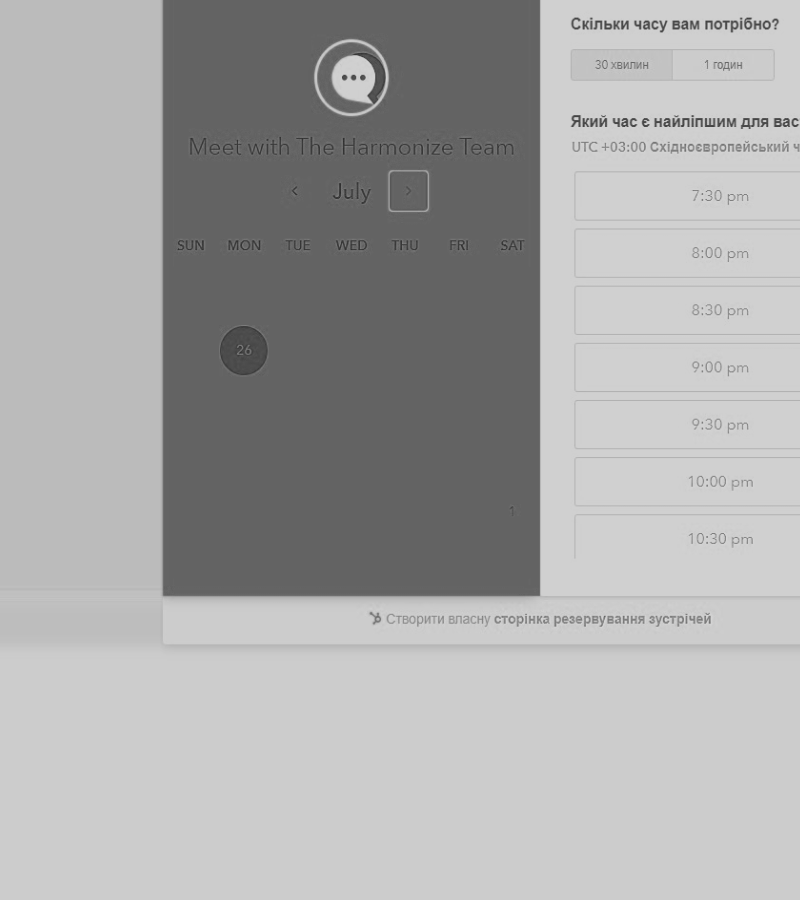 Meet with The Harmonize Team
July
SUN MON TUE WED THU FRI SAT
26
1
Скільки часу вам потрібно?
30 хвилин 1 годин
Який час є найліпшим для вас
UTC +03:00 Східноєвропейський ч
7:30 pm
8:00 pm
8:30 pm
9:00 pm
9:30 pm
10:00 pm
10:30 pm
Створити власну сторінка резервування зустрічей